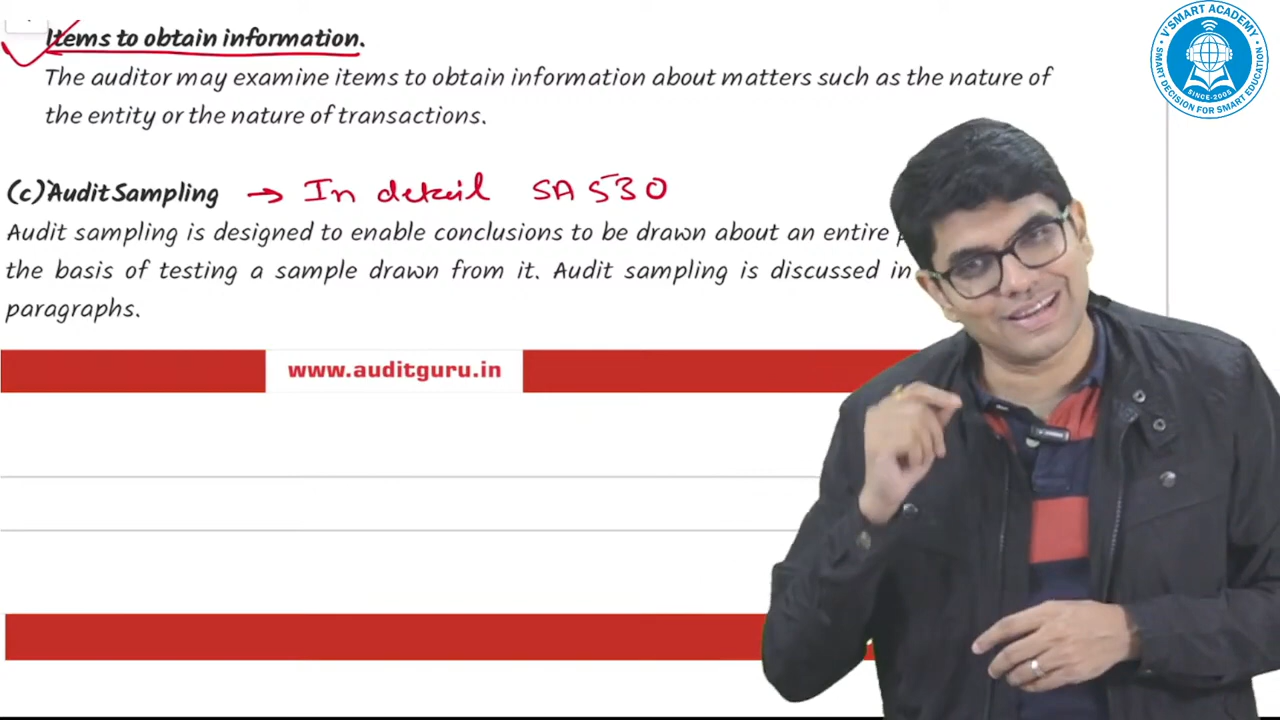 Items to obtain information.
The auditor may examine items to obtain information about matters such as the nature of
the entity or the nature of transactions.
(c) Audit Sampling → In detail SA 530
Audit sampling is designed to enable conclusions to be drawn about an entire
the basis of testing a sample drawn from it. Audit sampling is discussed in
paragraphs.
www.auditguru.in
V'SMART ACADEMY
SINCE-2005
SMART DECISION FOR SMART EDUCATION